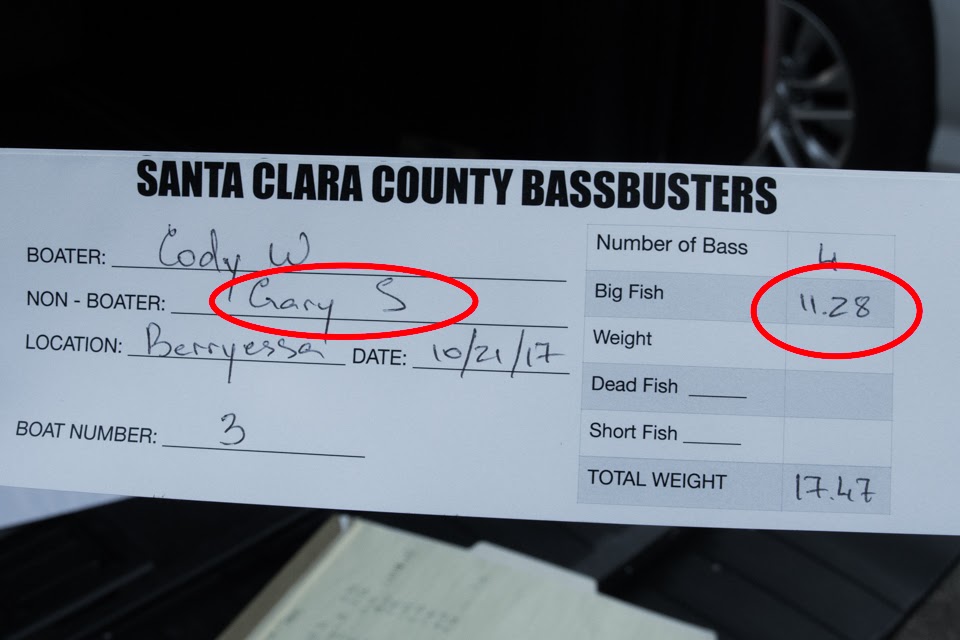 SANTA CLARA COUNTY BASSBUSTERS
BOATER: Cody W
NON - BOATER: Gary S
LOCATION: Berryessa DATE: 10/21/17
BOAT NUMBER: 3
Number of Bass 4
Big Fish 11.28
Weight
Dead Fish
Short Fish
TOTAL WEIGHT 17.47